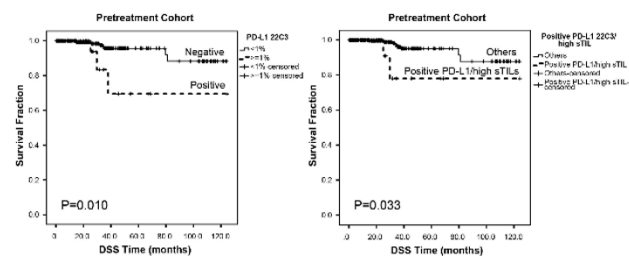 Pretreatment Cohort
PD-L1 22C3
<1%
>=1%
<1% censored
>=1% censored
Negative
Positive
P=0.010
Survival Fraction
1.0
0.8
0.6
0.4
0.2
0.0
.0 20.0 40.0 60.0 80.0 100.0 120.0
DSS Time (months)
Pretreatment Cohort
Positive PD-L1 22C3/
high sTIL
Others
Positive PD-L1/high sTIL
Others-censored
Positive PD-L1/high sTIL-
censored
Others
Positive PD-L1/high sTILs
P=0.033
Survival Fraction
1.0
0.8
0.6
0.4
0.2
0.0
.0 20.0 40.0 60.0 80.0 100.0 120.0
DSS Time (months)